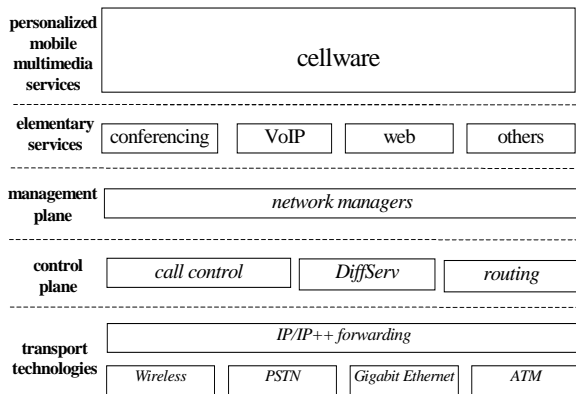 personalized
mobile
multimedia
services
cellware
elementary
services
conferencing VoIP web others
management
plane
network managers
control
plane
call control DiffServ routing
transport
technologies
IP/IP++ forwarding
Wireless PSTN Gigabit Ethernet ATM